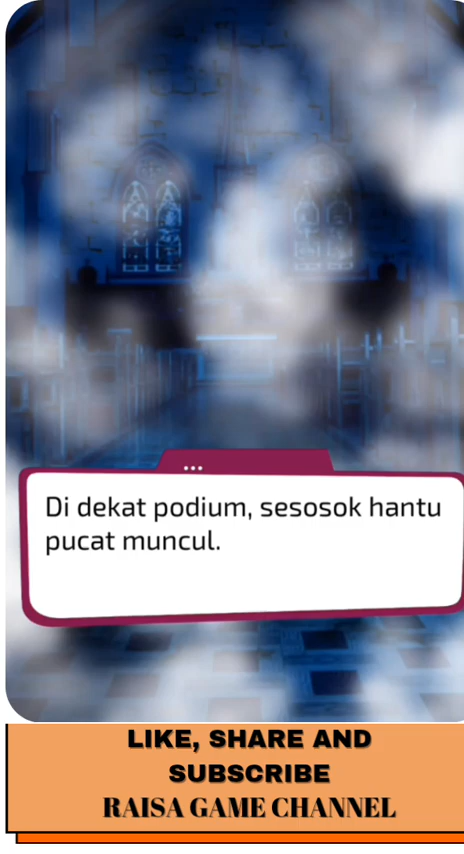 ...
Di dekat podium, sesosok hantu
pucat muncul.
LIKE, SHARE AND
SUBSCRIBE
RAISA GAME CHANNEL